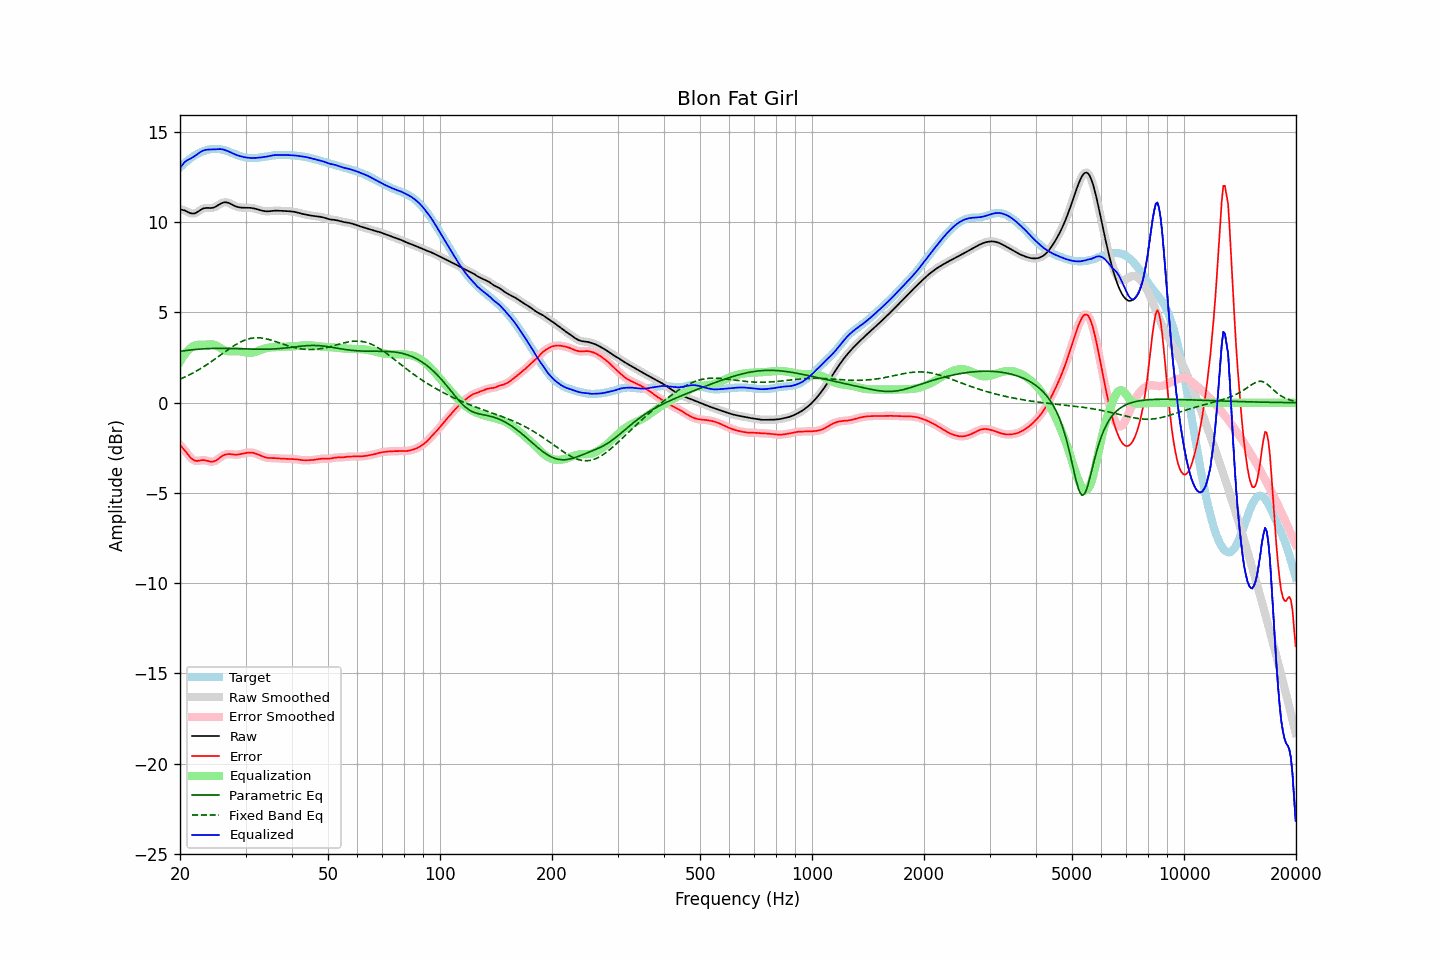 Blon Fat Girl
15
10
5
0
−5
−10
−15
−20
−25
Amplitude (dBr)
Target
Raw Smoothed
Error Smoothed
Raw
Error
Equalization
Parametric Eq
Fixed Band Eq
Equalized
20 50 100 200 500 1000 2000 5000 10000 20000
Frequency (Hz)